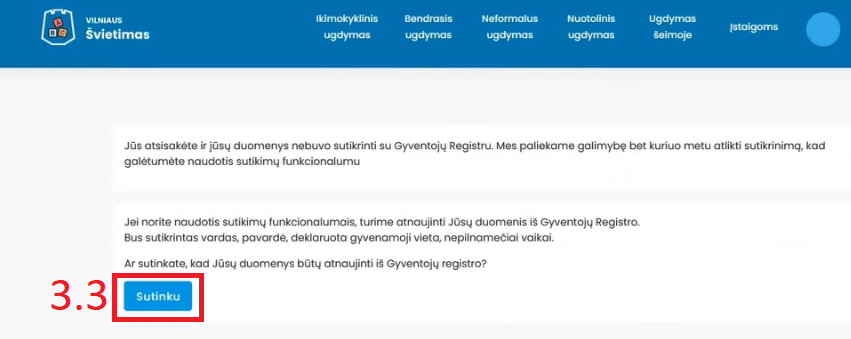 VILNIAUS
Švietimas
Ikimokyklinis
ugdymas
Bendrasis
ugdymas
Neformalus
ugdymas
Nuotolinis
ugdymas
Ugdymas
šeimoje
Įstaigoms
Jūs atsisakėte ir jūsų duomenys nebuvo sutikrinti su Gyventojų Registru. Mes paliekame galimybę bet kuriuo metu atlikti sutikrinimą, kad
galėtumėte naudotis sutikimų funkcionalumu
Jei norite naudotis sutikimų funkcionalumais, turime atnaujinti Jūsų duomenis iš Gyventojų Registro.
Bus sutikrintas vardas, pavardė, deklaruota gyvenamoji vieta, nepilnamečiai vaikai.
Ar sutinkate, kad Jūsų duomenys būtų atnaujinti iš Gyventojų registro?
3.3 Sutinku